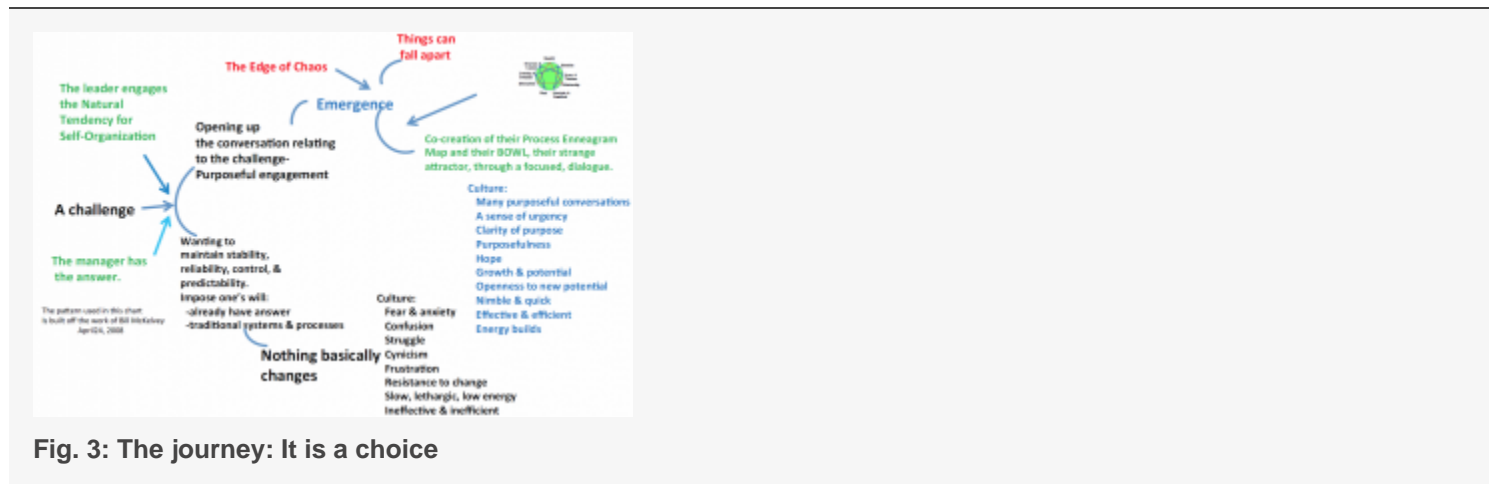 Things can
fall apart
The Edge of Chaos
The leader engages
the Natural
Tendency for
Self-Organization
Emergence
Opening up
the conversation relating
to the challenge-
Purposeful engagement
Co-creation of their Process Enneagram
Map and their BOWL, their strange
attractor, through a focused, dialogue.
A challenge
Culture:
Many purposeful conversations
A sense of urgency
Clarity of purpose
Purposefulness
Hope
Growth & potential
Openness to new potential
Nimble & quick
Effective & efficient
Energy builds
The manager has
the answer.
Wanting to
maintain stability,
reliability, control, &
predictability.
Impose one's will:
-already have answer
-traditional systems & processes
The pattern used in this chart
is built off the work of Bill McKelvey
2008
Nothing basically
changes
Culture:
Fear & anxiety
Confusion
Struggle
Cynicism
Frustration
Resistance to change
Slow, lethargic, low energy
Ineffective & inefficient
Fig. 3: The journey: It is a choice